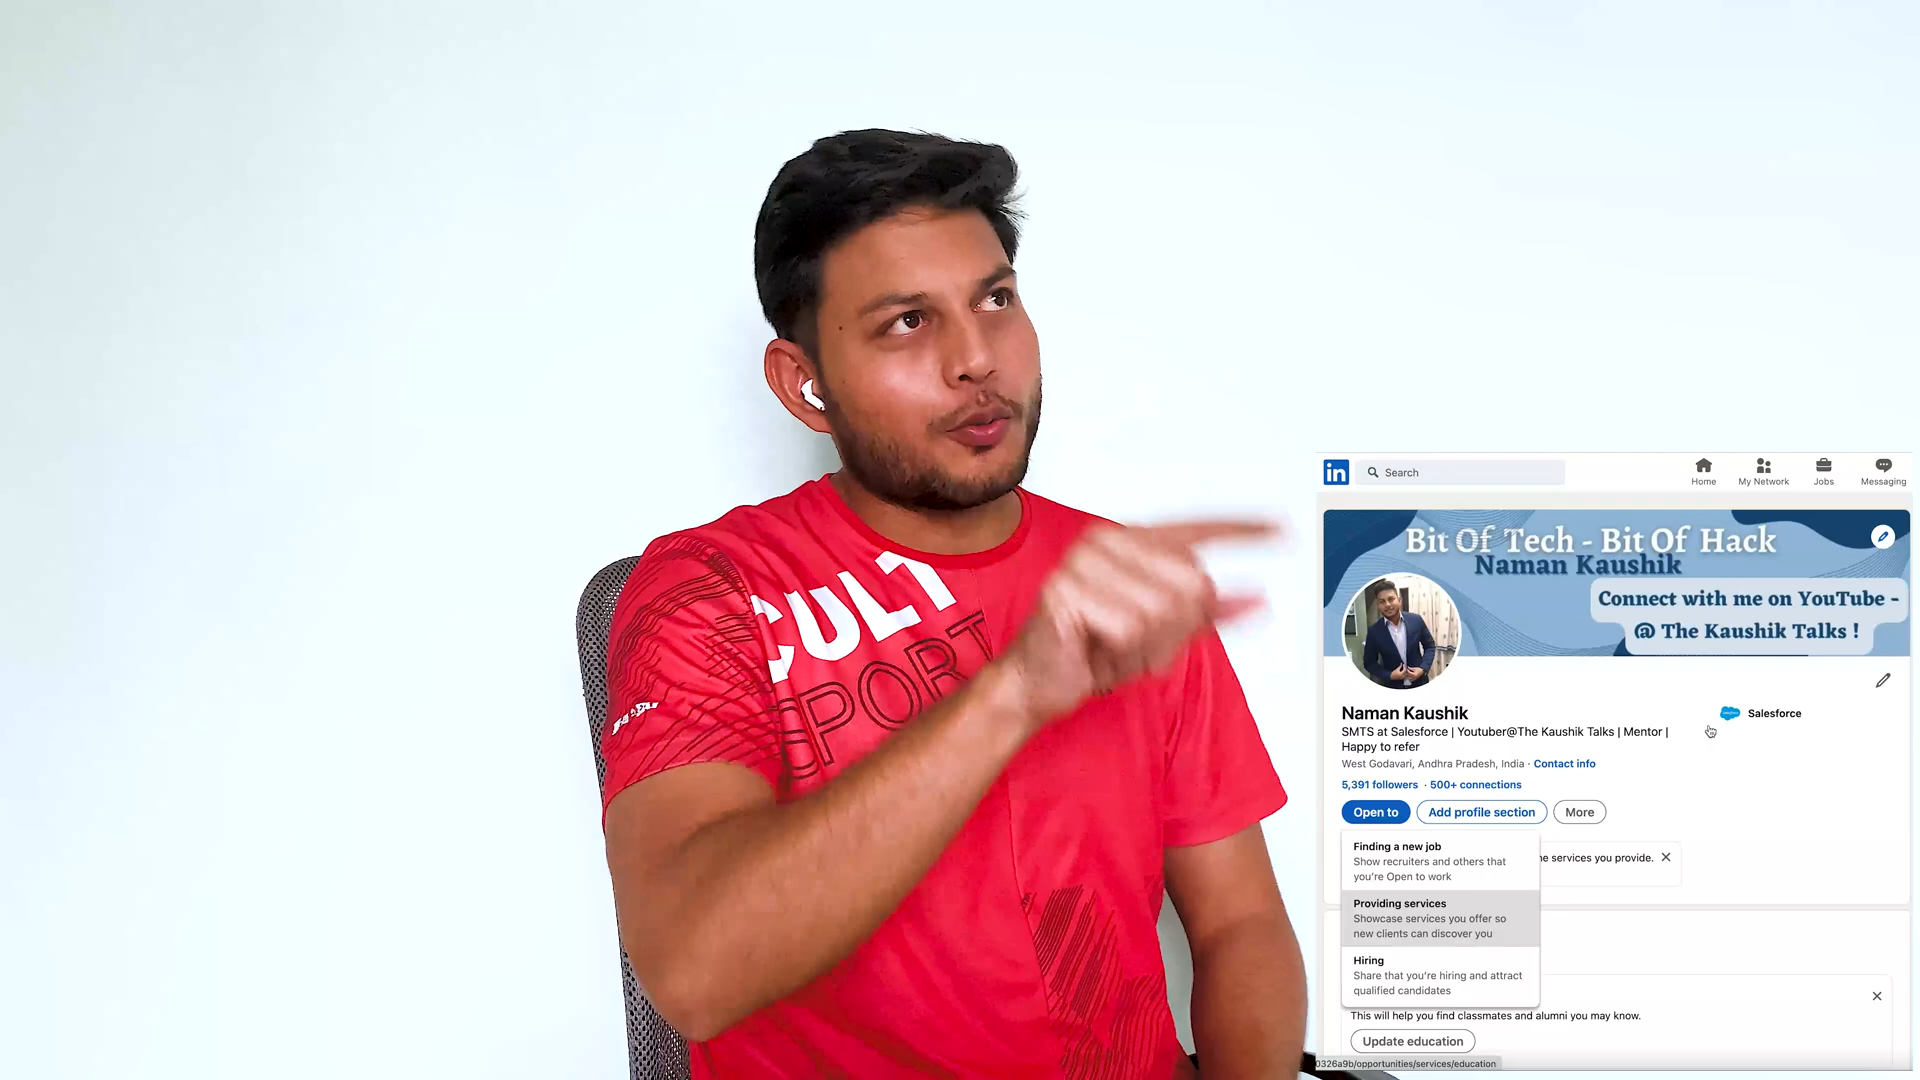 CULT
SPORT
in
Search
Home
My Network
Jobs
Messaging
Bit Of Tech - Bit Of Hack
Naman Kaushik
Connect with me on YouTube -
@ The Kaushik Talks !
Naman Kaushik
Salesforce
SMTS at Salesforce | Youtuber@The Kaushik Talks | Mentor |
Happy to refer
West Godavari, Andhra Pradesh, India · Contact info
5,391 followers · 500+ connections
Open to
Add profile section
More
Finding a new job
Show recruiters and others that
you're Open to work
he services you provide.
Providing services
Showcase services you offer so
new clients can discover you
Hiring
Share that you're hiring and attract
qualified candidates
This will help you find classmates and alumni you may know.
Update education
0326a9b/opportunities/services/education